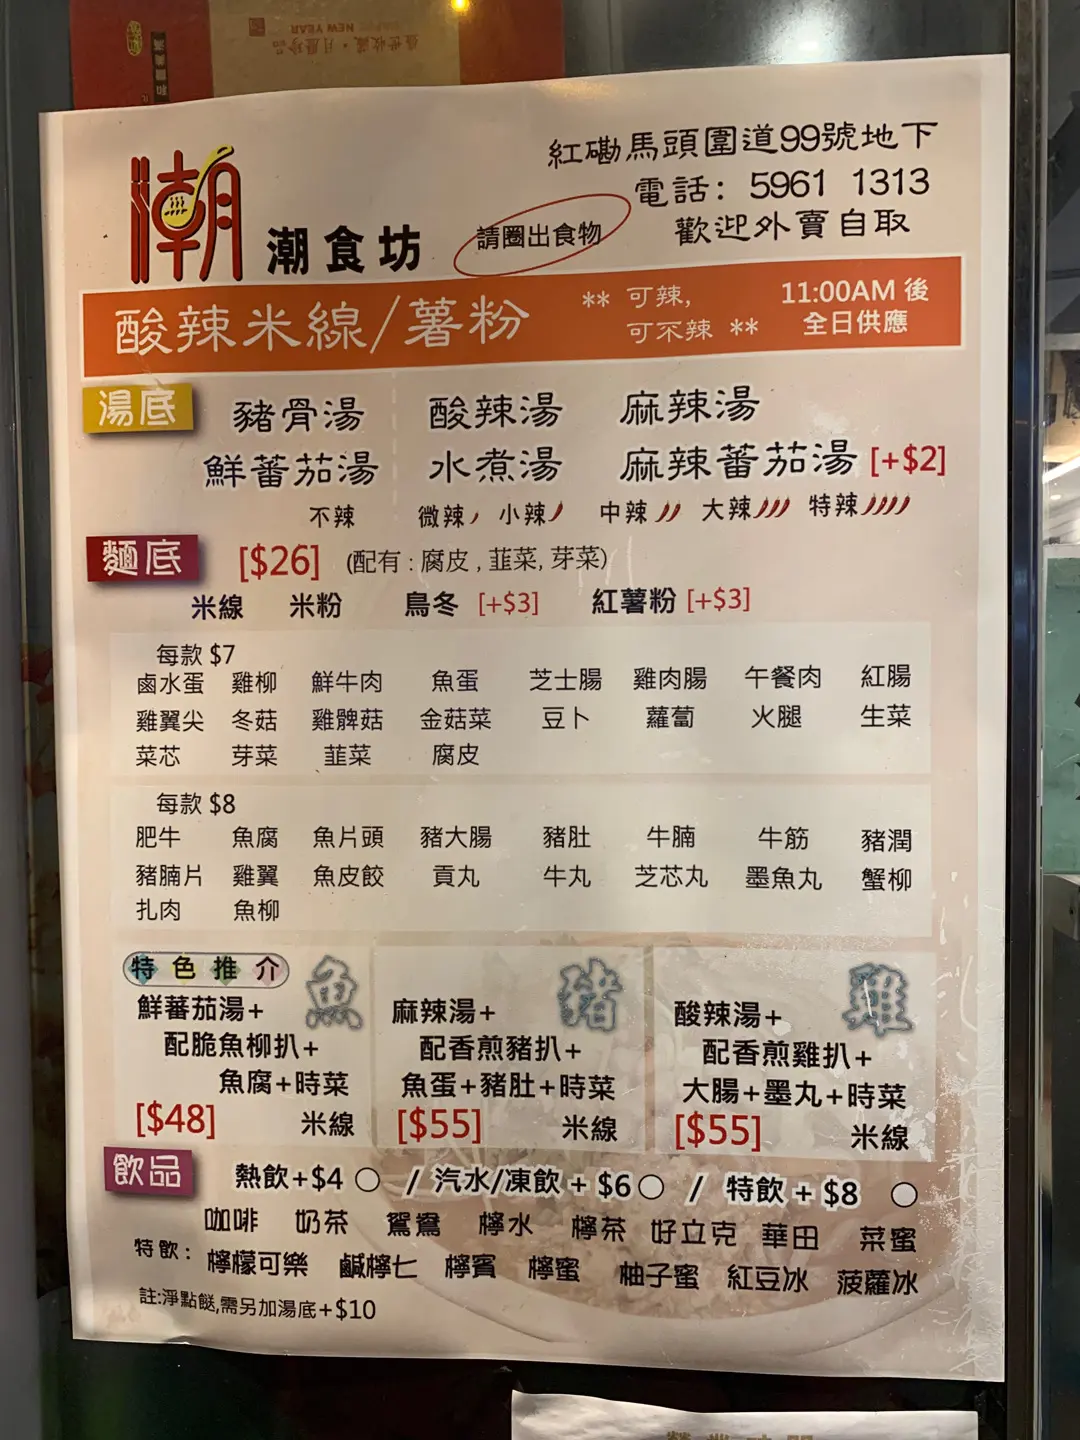 和
HAPPY NEW YEAR
潮
潮食坊
紅磡馬頭圍道99號地下
電話: 5961 1313
請圈出食物
歡迎外賣自取
酸辣米線/薯粉
** 可辣,
可不辣 **
11:00AM 後
全日供應
湯底
豬骨湯 酸辣湯 麻辣湯
鮮蕃茄湯 水煮湯 麻辣蕃茄湯 [+$2]
不辣 微辣 小辣 中辣 大辣 特辣
麵底 [$26] (配有 : 腐皮 , 韮菜, 芽菜)
米線 米粉 鳥冬 [+$3] 紅薯粉 [+$3]
每款 $7
鹵水蛋 雞柳 鮮牛肉 魚蛋 芝士腸 雞肉腸 午餐肉 紅腸
雞翼尖 冬菇 雞髀菇 金菇菜 豆卜 蘿蔔 火腿 生菜
菜芯 芽菜 韮菜 腐皮
每款 $8
肥牛 魚腐 魚片頭 豬大腸 豬肚 牛腩 牛筋 豬潤
豬腩片 雞翼 魚皮餃 貢丸 牛丸 芝芯丸 墨魚丸 蟹柳
扎肉 魚柳
特色推介
魚
鮮蕃茄湯+
配脆魚柳扒+
魚腐+時菜
[$48] 米線
豬
麻辣湯+
配香煎豬扒+
魚蛋+豬肚+時菜
[$55] 米線
雞
酸辣湯+
配香煎雞扒+
大腸+墨丸+時菜
[$55] 米線
飲品
熱飲+$4 / 汽水/凍飲+$6 / 特飲+$8
咖啡 奶茶 鴛鴦 檸水 檸茶 好立克 華田 菜蜜
特飲: 檸檬可樂 鹹檸七 檸賓 檸蜜 柚子蜜 紅豆冰 菠蘿冰
註:淨點餸,需另加湯底+$10